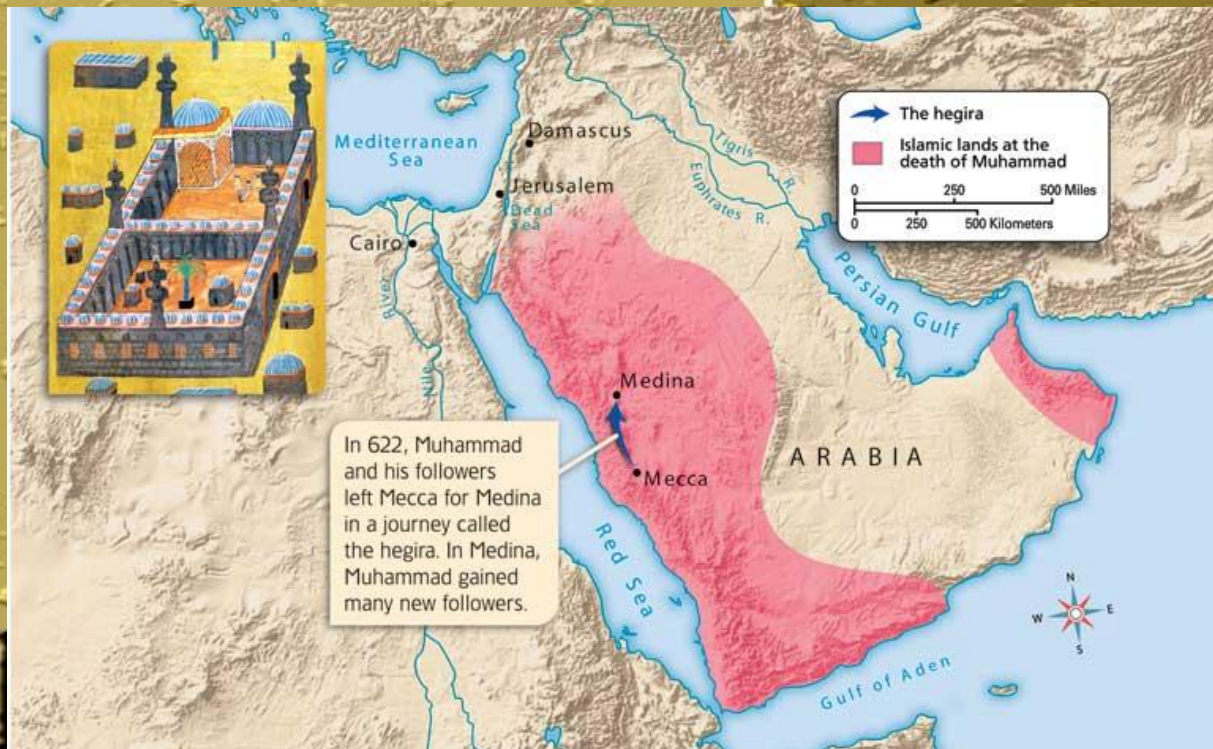 Mediterranean
Sea
Damascus
Jerusalem
Dead
Sea
Cairo
River
Nile
Tigris R.
Euphrates R.
The hegira
Islamic lands at the
death of Muhammad
0 250 500 Miles
0 250 500 Kilometers
Persian Gulf
Medina
Mecca
ARABIA
In 622, Muhammad
and his followers
left Mecca for Medina
in a journey called
the hegira. In Medina,
Muhammad gained
many new followers.
Red Sea
Gulf of Aden
N
W E
S